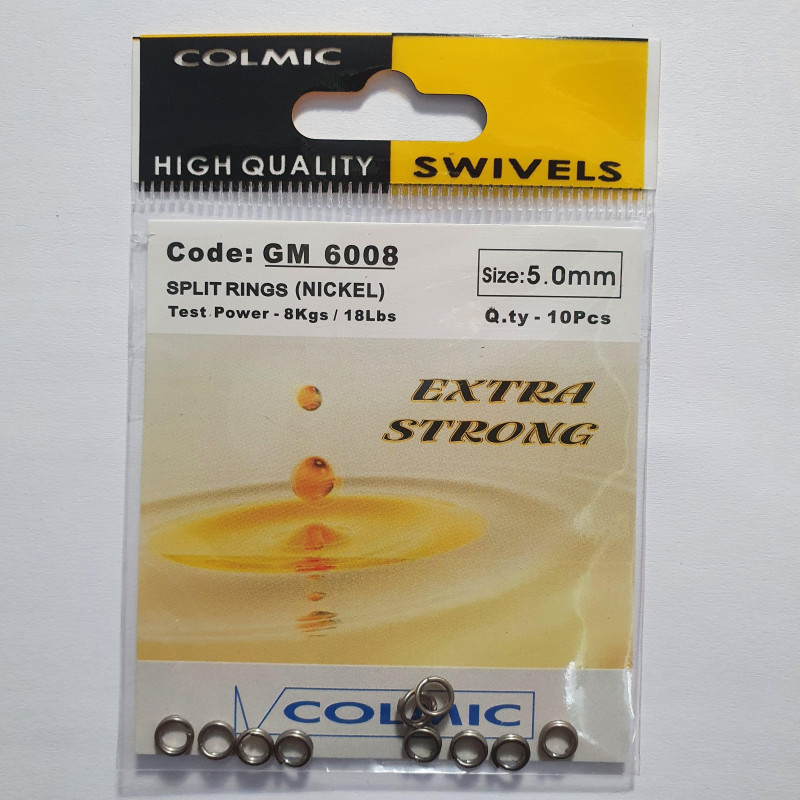 COLMIC
HIGH QUALITY SWIVELS
Code: GM 6008
Size:5.0mm
SPLIT RINGS (NICKEL)
Test Power - 8Kgs / 18Lbs
Q.ty - 10Pcs
EXTRA
STRONG
COLMIC